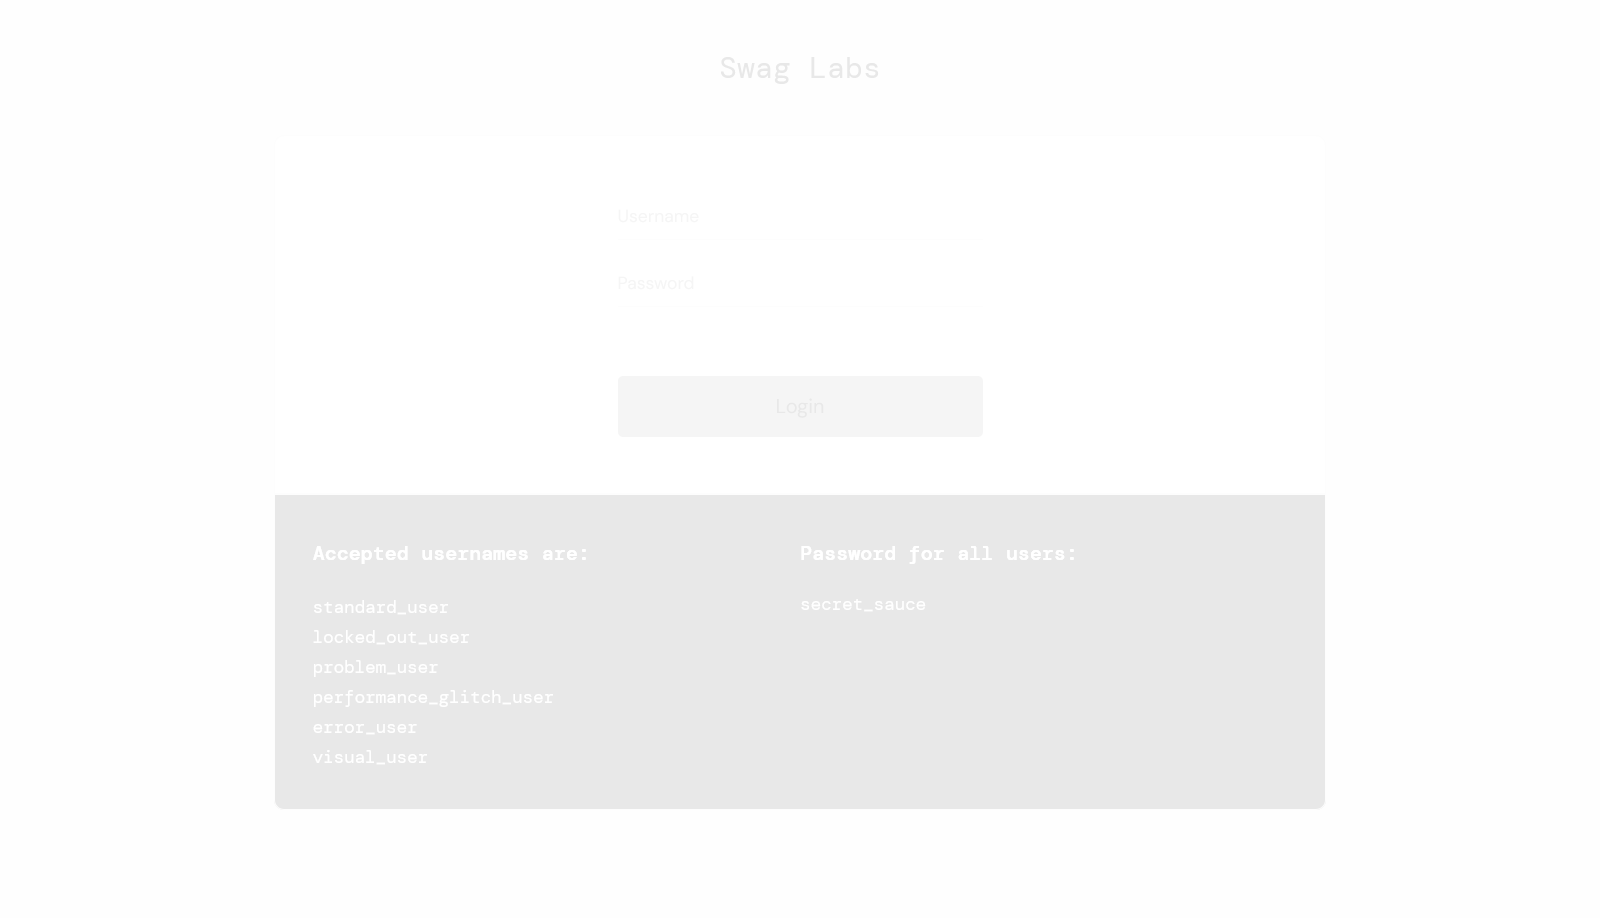 Swag Labs
Username
Password
Login
Accepted usernames are:
standard_user
locked_out_user
problem_user
performance_glitch_user
error_user
visual_user
Password for all users:
secret_sauce